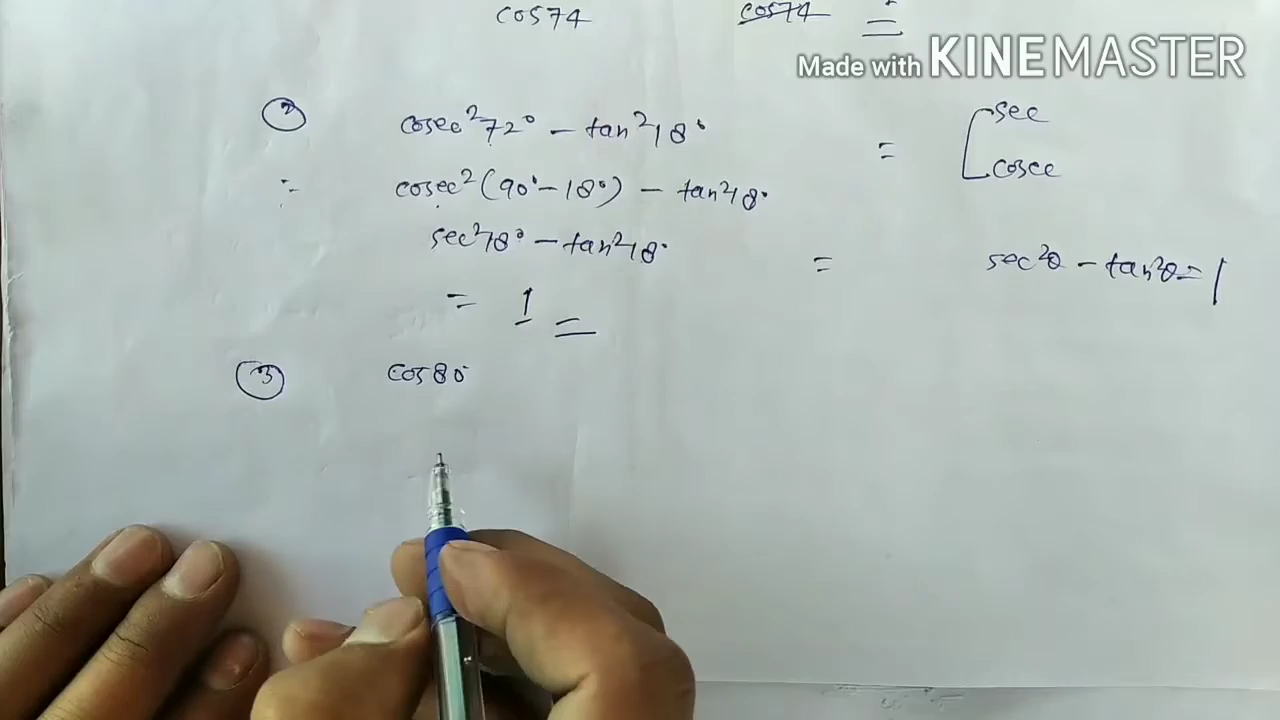 cos74 cos74 =
Made with KINEMASTER
② cosec²72° - tan²18° = sec
cosec
cosec²(90°-18°) - tan²18°
sec²18° - tan²18° = sec²θ - tan²θ = 1
= 1 =
③ cos80